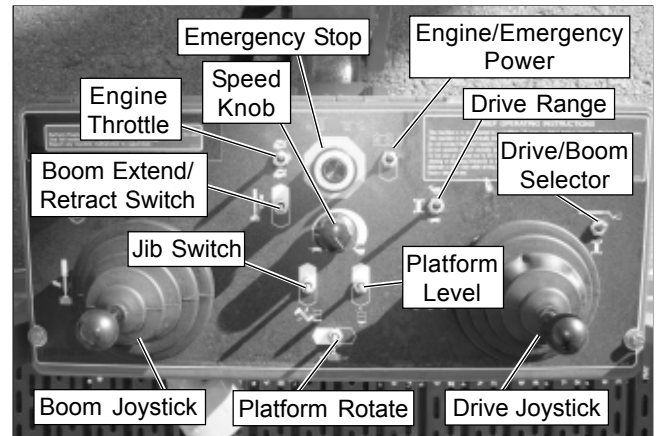 Emergency Stop
Engine/Emergency
Power
Speed
Knob
Engine
Throttle
Drive Range
Drive/Boom
Selector
Boom Extend/
Retract Switch
Jib Switch
Platform
Level
Boom Joystick
Platform Rotate
Drive Joystick